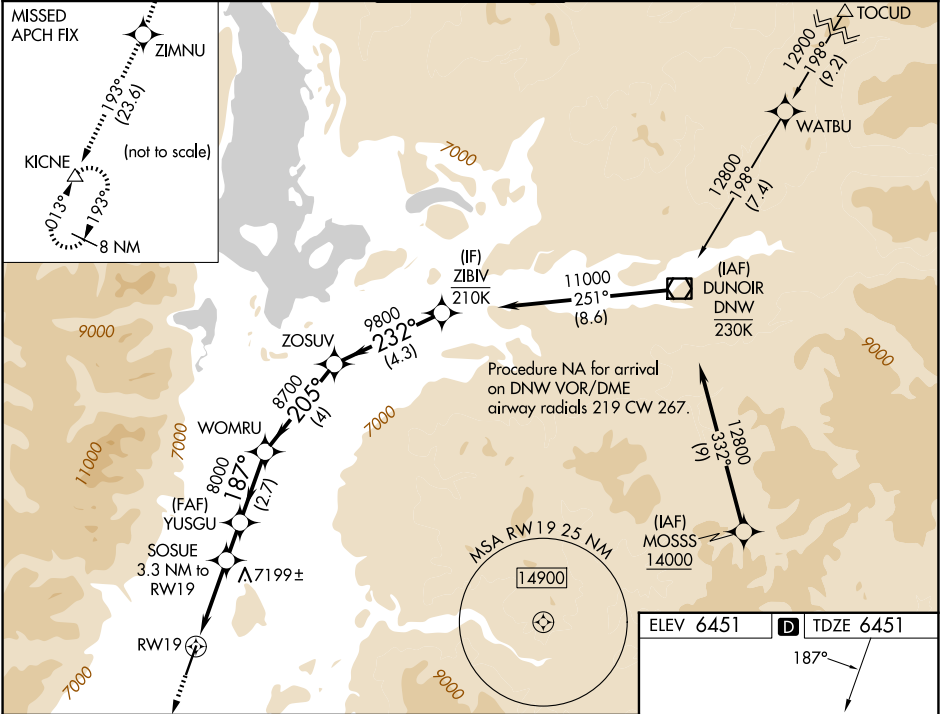 MISSED
APCH FIX
ZIMNU
193°
(23.6)
(not to scale)
KICNE
013°
193°
8 NM
TOCUD
12900
198°
(9.2)
WATBU
12800
198°
(7.4)
7000
(IF)
ZIBIV
210K
11000
251°
(8.6)
(IAF)
DUNOIR
DNW
230K
9000
9800
232°
(4.3)
ZOSUV
9000
Procedure NA for arrival
on DNW VOR/DME
airway radials 219 CW 267.
8700
205°
(4)
7000
7000
WOMRU
11000
8000
187°
(2.7)
12800
332°
(9)
(FAF)
YUSGU
(IAF)
MOSSS
14000
SOSUE
3.3 NM to
RW19
7199±
MSA RW19 25 NM
14900
RW19
7000
9000
ELEV 6451
D
TDZE 6451
187°